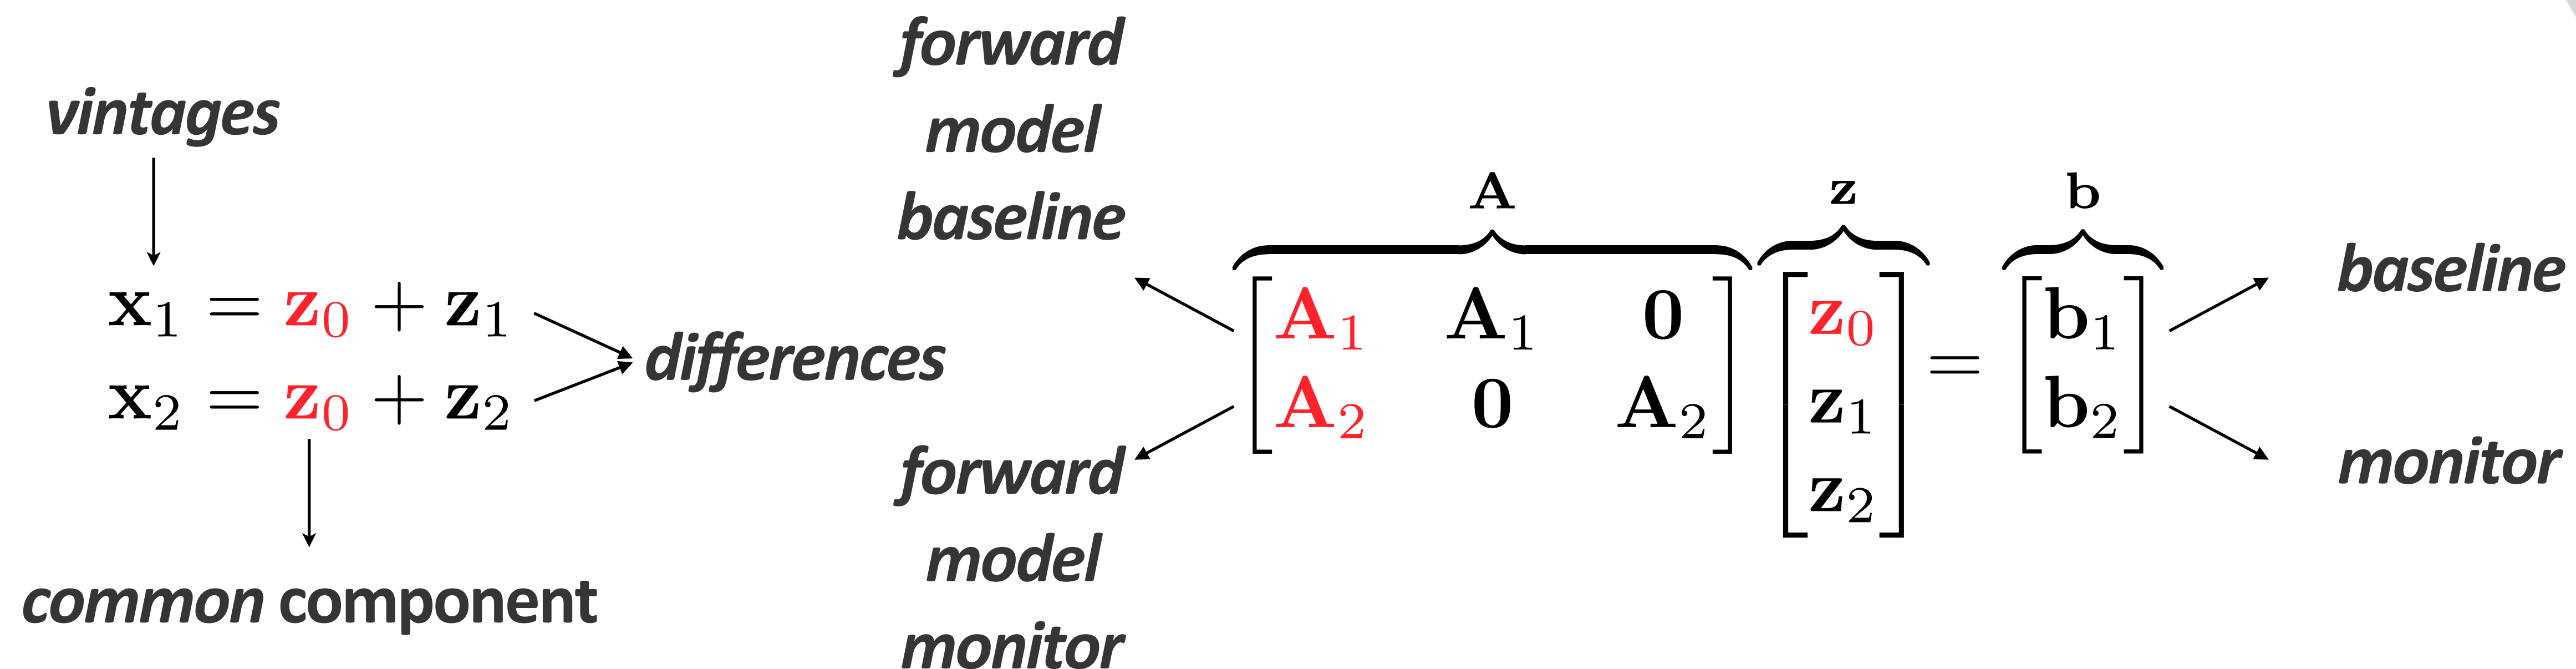 vintages
x₁ = z₀ + z₁
x₂ = z₀ + z₂
differences
common component
forward
model
baseline
forward
model
monitor
A z b
[A₁ A₁ 0] [z₀] = [b₁]
[A₂ 0 A₂] [z₁] [b₂]
[z₂]
baseline
monitor